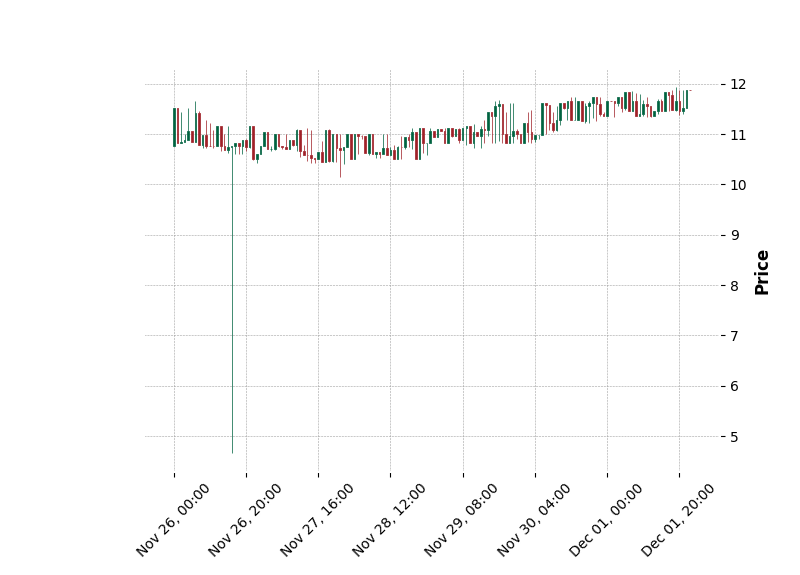 12
11
10
9
8
7
6
5
Price
Nov 26, 00:00
Nov 26, 20:00
Nov 27, 16:00
Nov 28, 12:00
Nov 29, 08:00
Nov 30, 04:00
Dec 01, 00:00
Dec 01, 20:00